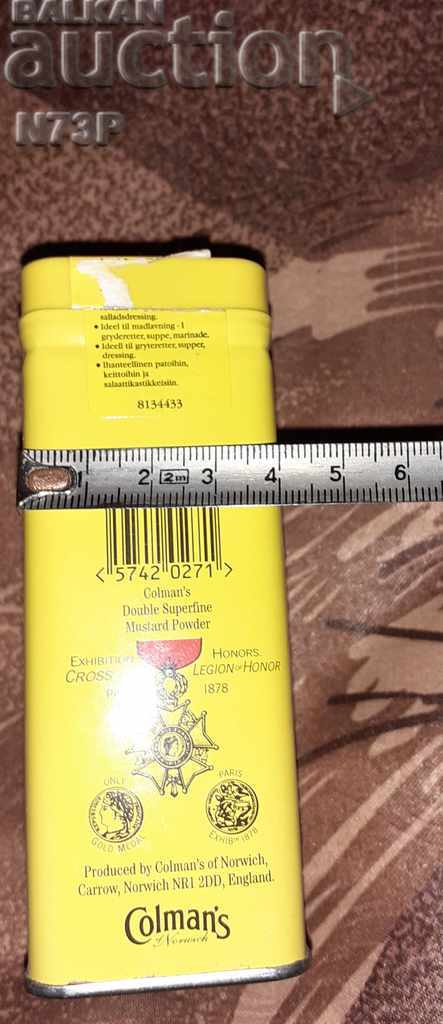 BALKAN
auction
N73P
salladsdressing.
• Ideel til madlavning - I
gryderetter, suppe, marinade.
• Ideell til gryteretter, supper,
dressing.
• Ihanteellinen patoihin,
keittoihin ja
salaattikastikkeisiin.
8134433
2 2m 3 4 5 6
<5742 0271>
Colman's
Double Superfine
Mustard Powder
EXHIBITION HONORS.
CROSS LEGION OF HONOR
1878
ONLY
GOLD MEDAL
PARIS
EXHIBN 1878
Produced by Colman's of Norwich,
Carrow, Norwich NR1 2DD, England.
Colman's
of Norwich